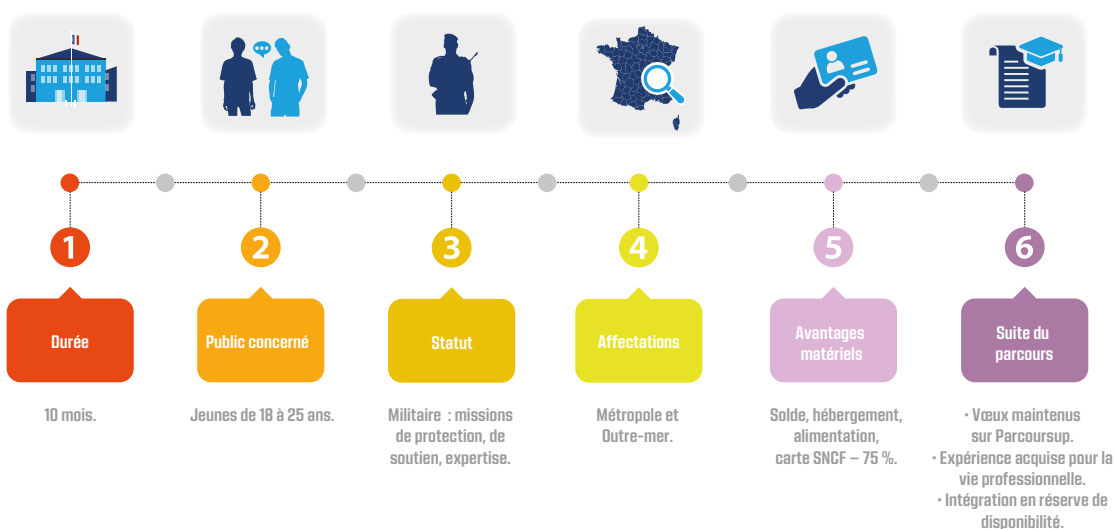 1
Durée
10 mois.
2
Public concerné
Jeunes de 18 à 25 ans.
3
Statut
Militaire : missions
de protection, de
soutien, expertise.
4
Affectations
Métropole et
Outre-mer.
5
Avantages
matériels
Solde, hébergement,
alimentation,
carte SNCF – 75 %.
6
Suite du
parcours
• Vœux maintenus
sur Parcoursup.
• Expérience acquise pour la
vie professionnelle.
• Intégration en réserve de
disponibilité.